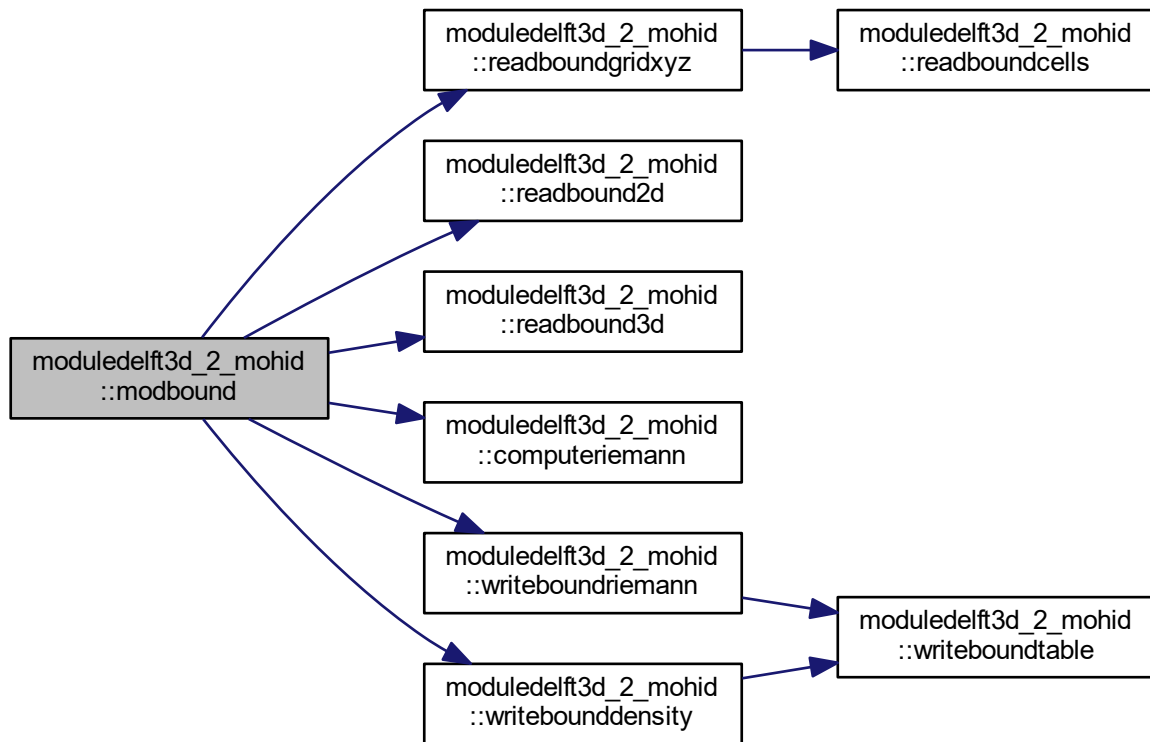 moduledelft3d_2_mohid
::readboundgridxyz
moduledelft3d_2_mohid
::readboundcells
moduledelft3d_2_mohid
::readbound2d
moduledelft3d_2_mohid
::readbound3d
moduledelft3d_2_mohid
::modbound
moduledelft3d_2_mohid
::computeriemann
moduledelft3d_2_mohid
::writeboundriemann
moduledelft3d_2_mohid
::writeboundtable
moduledelft3d_2_mohid
::writebounddensity